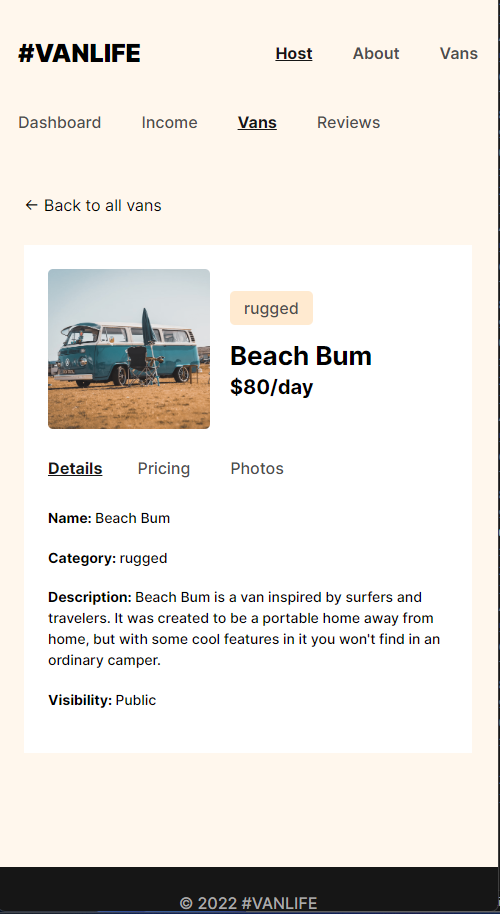 #VANLIFE Host About Vans
Dashboard Income Vans Reviews
← Back to all vans
rugged
Beach Bum
$80/day
Details Pricing Photos
Name: Beach Bum
Category: rugged
Description: Beach Bum is a van inspired by surfers and
travelers. It was created to be a portable home away from
home, but with some cool features in it you won't find in an
ordinary camper.
Visibility: Public
© 2022 #VANLIFE